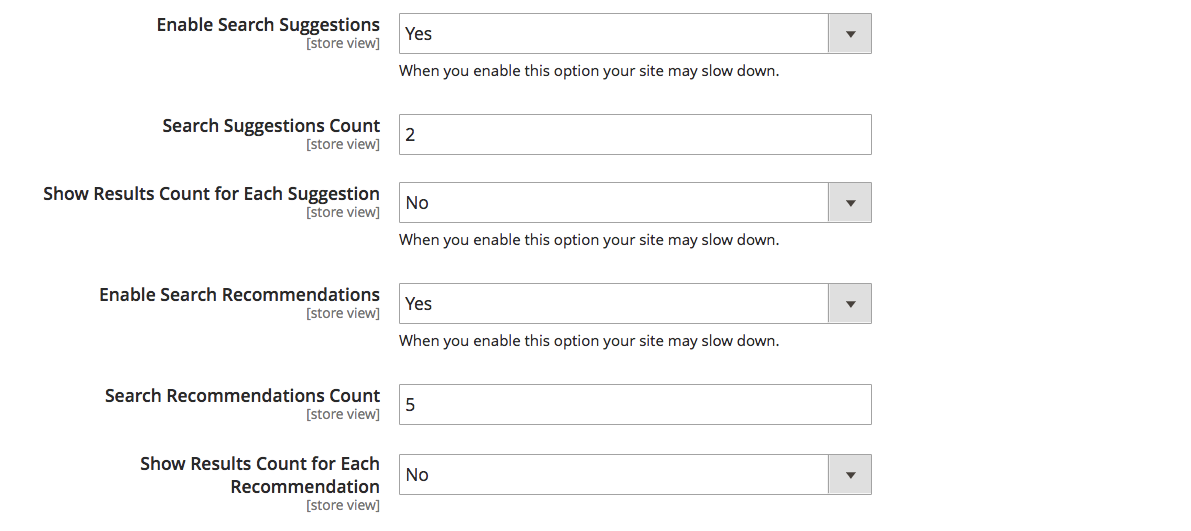 Enable Search Suggestions
[store view]
Yes
When you enable this option your site may slow down.
Search Suggestions Count
[store view]
2
Show Results Count for Each Suggestion
[store view]
No
When you enable this option your site may slow down.
Enable Search Recommendations
[store view]
Yes
When you enable this option your site may slow down.
Search Recommendations Count
[store view]
5
Show Results Count for Each
Recommendation
[store view]
No